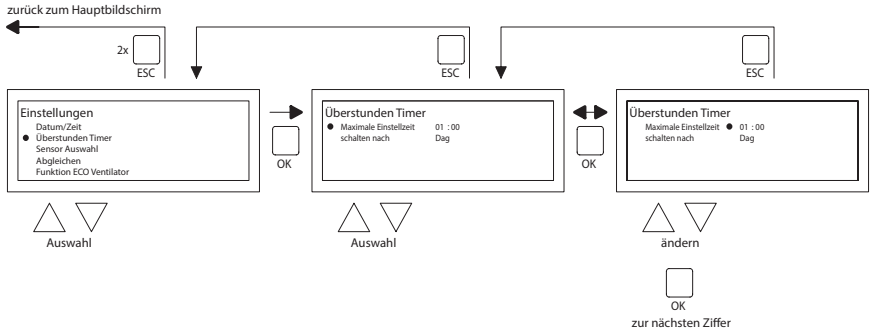 zurück zum Hauptbildschirm
2x
ESC
ESC
ESC
Einstellungen
Datum/Zeit
Überstunden Timer
Sensor Auswahl
Abgleichen
Funktion ECO Ventilator
OK
Überstunden Timer
Maximale Einstellzeit 01 : 00
schalten nach Dag
OK
Überstunden Timer
Maximale Einstellzeit 01 : 00
schalten nach Dag
Auswahl
Auswahl
ändern
OK
zur nächsten Ziffer